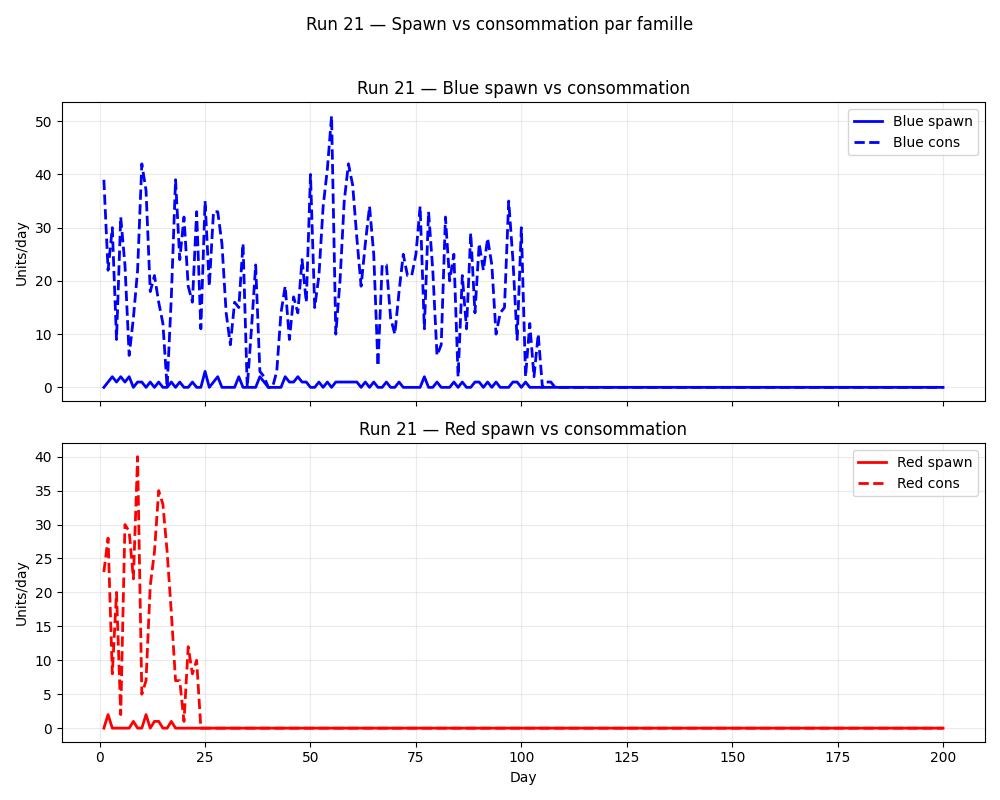 Run 21 — Spawn vs consommation par famille
Run 21 — Blue spawn vs consommation
50
40
30
20
10
0
Units/day
Blue spawn
Blue cons
Run 21 — Red spawn vs consommation
40
35
30
25
20
15
10
5
0
Units/day
Red spawn
Red cons
0 25 50 75 100 125 150 175 200
Day